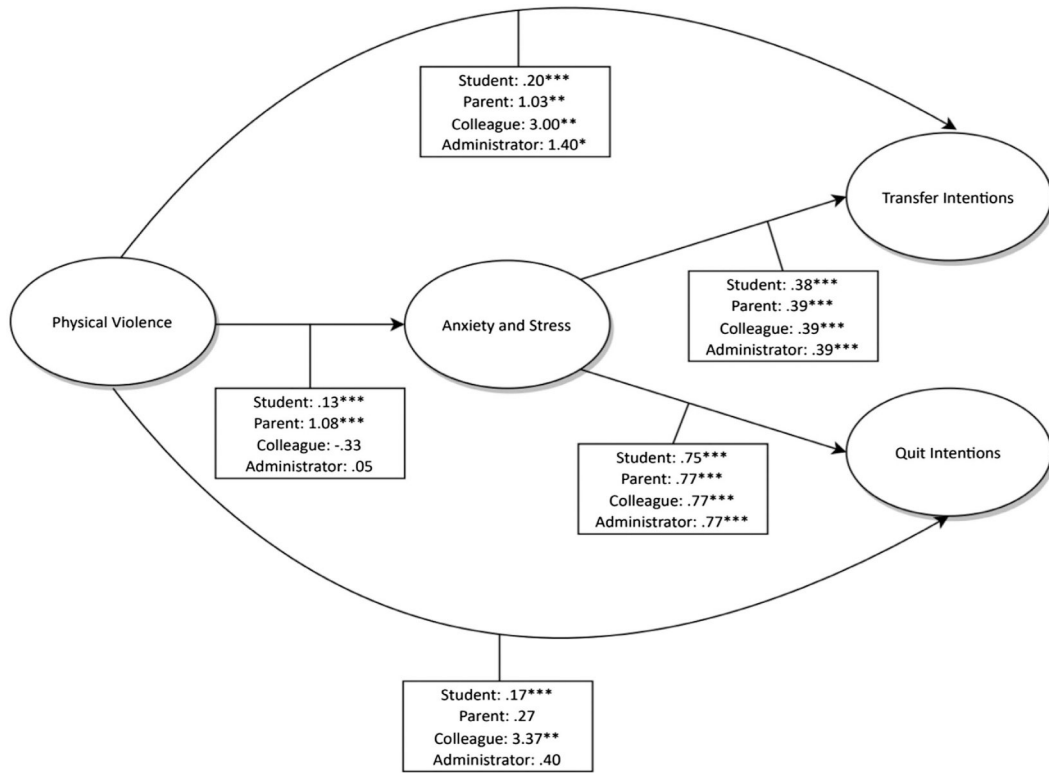 Student: .20***
Parent: 1.03**
Colleague: 3.00**
Administrator: 1.40*
Transfer Intentions
Physical Violence
Anxiety and Stress
Student: .38***
Parent: .39***
Colleague: .39***
Administrator: .39***
Student: .13***
Parent: 1.08***
Colleague: -.33
Administrator: .05
Quit Intentions
Student: .75***
Parent: .77***
Colleague: .77***
Administrator: .77***
Student: .17***
Parent: .27
Colleague: 3.37**
Administrator: .40